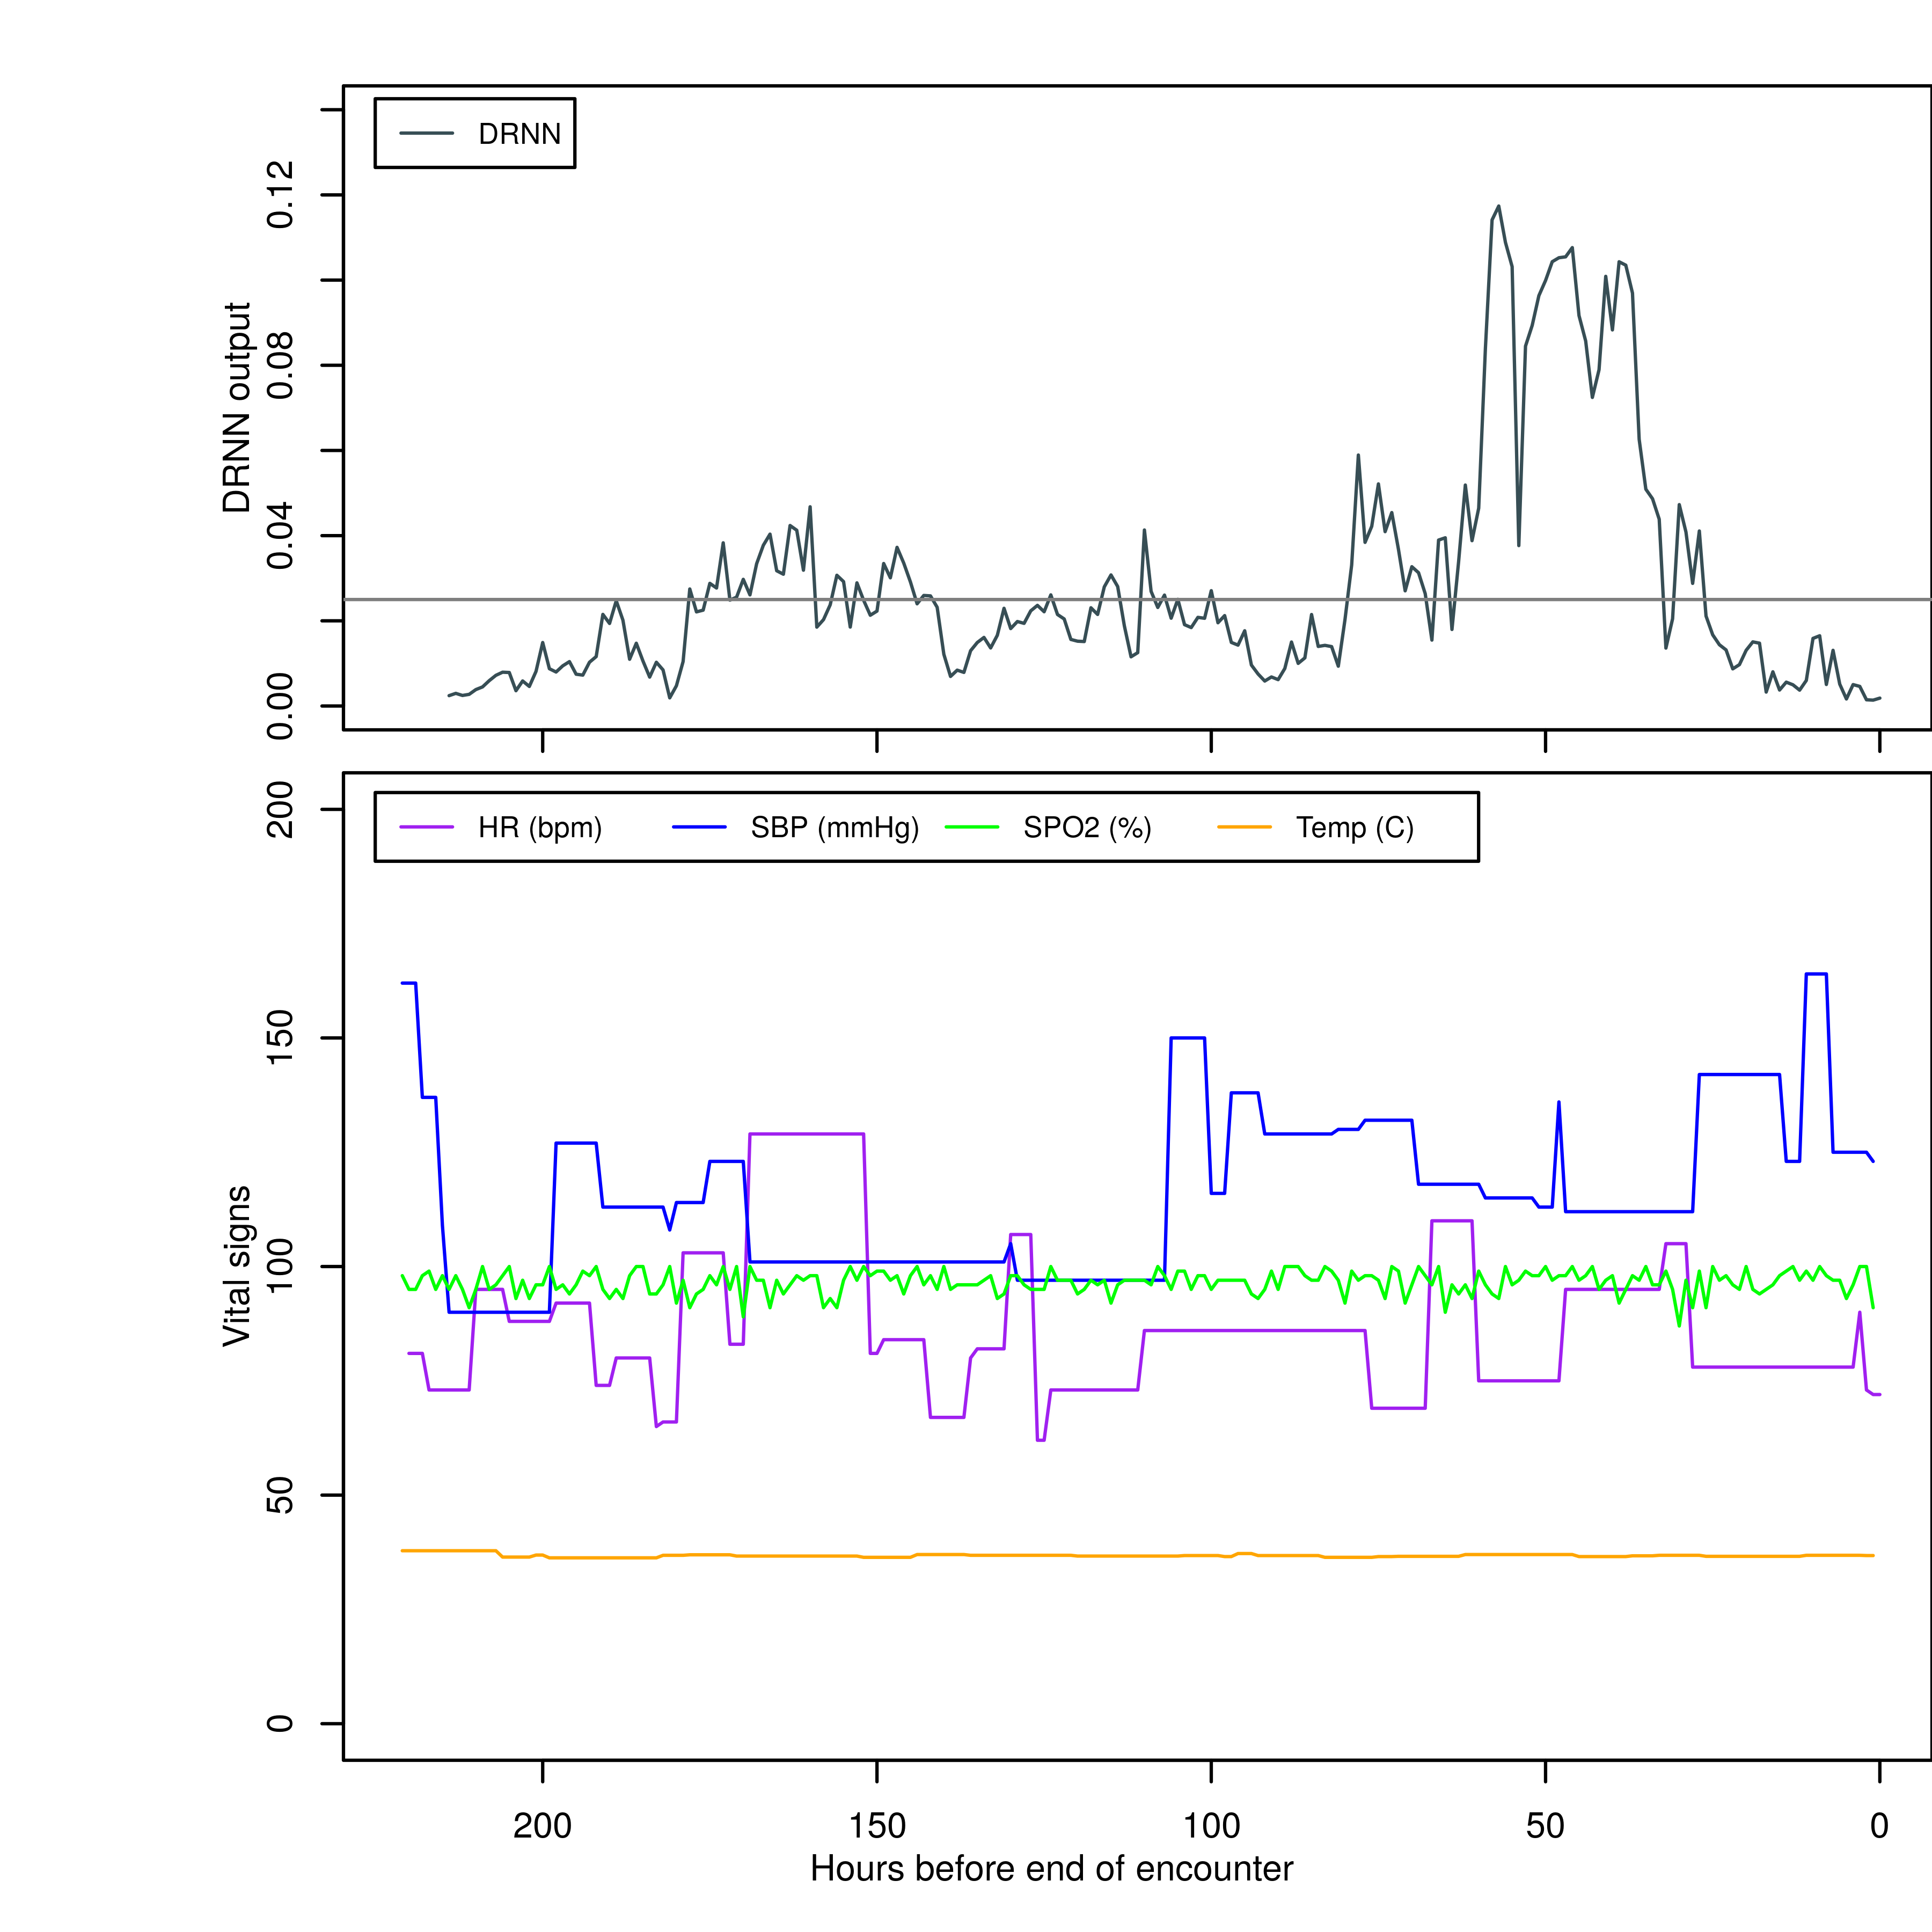 DRNN
0.12
0.08
0.04
0.00
DRNN output
HR (bpm) SBP (mmHg) SPO2 (%) Temp (C)
200
150
100
50
0
Vital signs
200 150 100 50 0
Hours before end of encounter